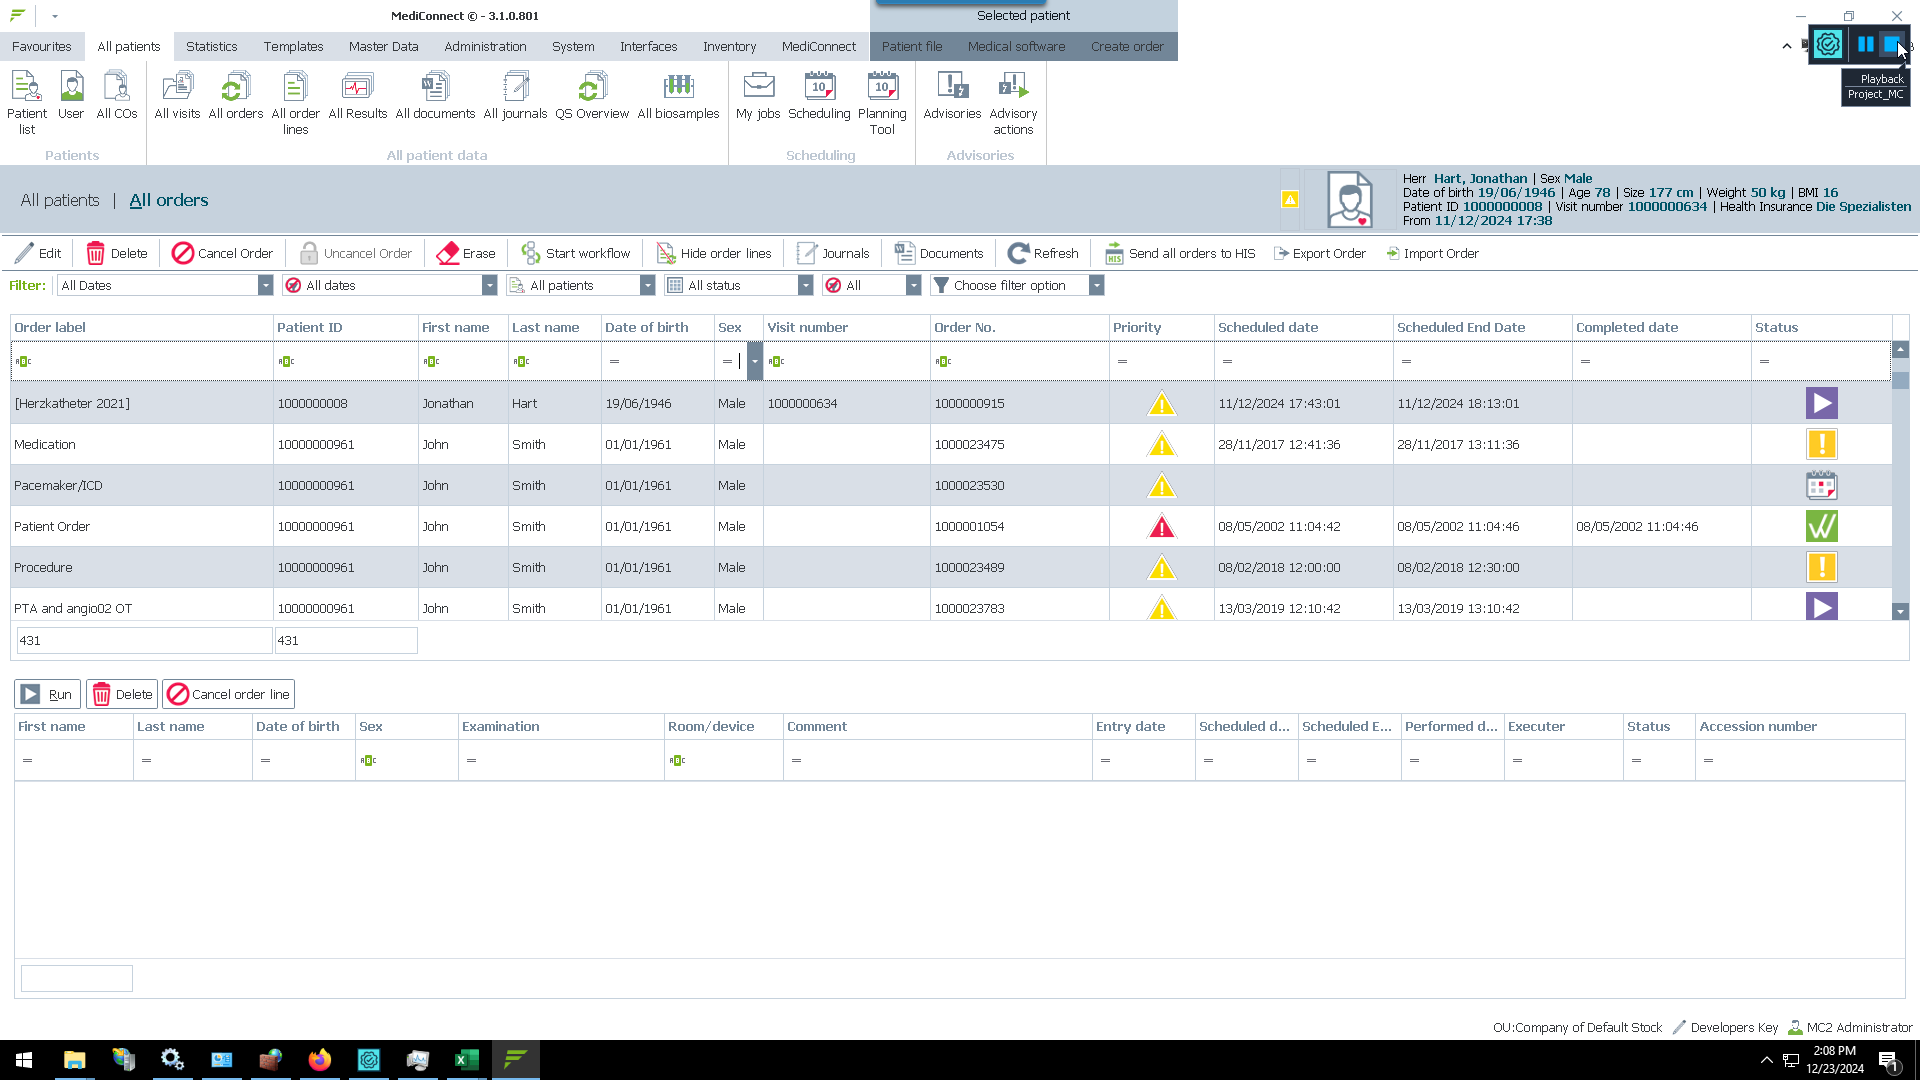 MediConnect © - 3.1.0.801
Selected patient
Favourites All patients Statistics Templates Master Data Administration System Interfaces Inventory MediConnect Patient file Medical software Create order
Playback
Project_MC
Patient list User All COs All visits All orders All order lines All Results All documents All journals QS Overview All biosamples My jobs Scheduling Planning Tool Advisories Advisory actions
Patients All patient data Scheduling Advisories
All patients | All orders
Herr Hart, Jonathan | Sex Male
Date of birth 19/06/1946 | Age 78 | Size 177 cm | Weight 50 kg | BMI 16
Patient ID 1000000008 | Visit number 1000000634 | Health Insurance Die Spezialisten
From 11/12/2024 17:38
Edit Delete Cancel Order Uncancel Order Erase Start workflow Hide order lines Journals Documents Refresh Send all orders to HIS Export Order Import Order
Filter: All Dates All dates All patients All status All Choose filter option
Order label Patient ID First name Last name Date of birth Sex Visit number Order No. Priority Scheduled date Scheduled End Date Completed date Status
ABC ABC ABC ABC = = ABC ABC = = = = =
[Herzkatheter 2021] 1000000008 Jonathan Hart 19/06/1946 Male 1000000634 1000000915 11/12/2024 17:43:01 11/12/2024 18:13:01
Medication 10000000961 John Smith 01/01/1961 Male 1000023475 28/11/2017 12:41:36 28/11/2017 13:11:36
Pacemaker/ICD 10000000961 John Smith 01/01/1961 Male 1000023530
Patient Order 10000000961 John Smith 01/01/1961 Male 1000001054 08/05/2002 11:04:42 08/05/2002 11:04:46 08/05/2002 11:04:46
Procedure 10000000961 John Smith 01/01/1961 Male 1000023489 08/02/2018 12:00:00 08/02/2018 12:30:00
PTA and angio02 OT 10000000961 John Smith 01/01/1961 Male 1000023783 13/03/2019 12:10:42 13/03/2019 13:10:42
431 431
Run Delete Cancel order line
First name Last name Date of birth Sex Examination Room/device Comment Entry date Scheduled d... Scheduled E... Performed d... Executer Status Accession number
= = = ABC = ABC = = = = = = = =
OU:Company of Default Stock Developers Key MC2 Administrator
2:08 PM
12/23/2024
1